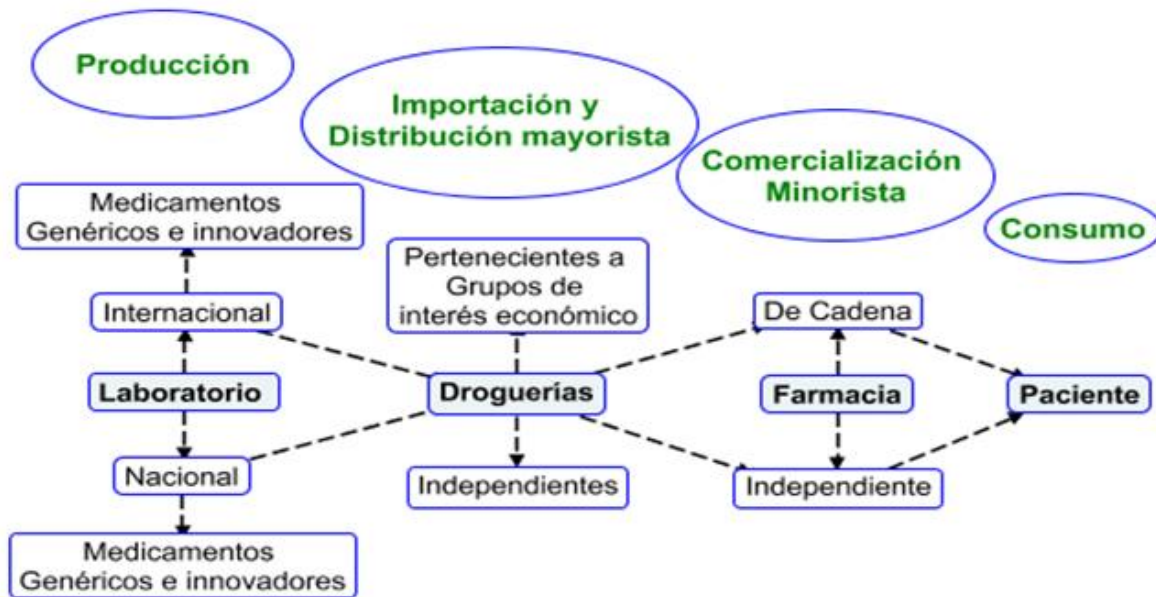 Producción
Importación y
Distribución mayorista
Comercialización
Minorista
Consumo
Medicamentos
Genéricos e innovadores
Pertenecientes a
Grupos de
interés económico
Internacional
De Cadena
Laboratorio
Droguerías
Farmacia
Paciente
Nacional
Independientes
Independiente
Medicamentos
Genéricos e innovadores